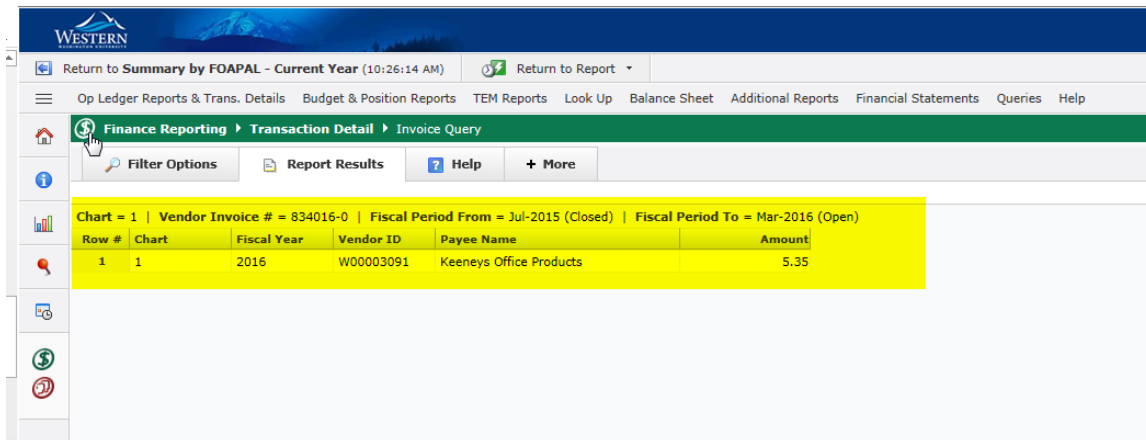 WESTERN
WASHINGTON UNIVERSITY
Return to Summary by FOAPAL - Current Year (10:26:14 AM) Return to Report
Op Ledger Reports & Trans. Details Budget & Position Reports TEM Reports Look Up Balance Sheet Additional Reports Financial Statements Queries Help
Finance Reporting Transaction Detail Invoice Query
Filter Options Report Results ? Help + More
Chart = 1 | Vendor Invoice # = 834016-0 | Fiscal Period From = Jul-2015 (Closed) | Fiscal Period To = Mar-2016 (Open)
Row # Chart Fiscal Year Vendor ID Payee Name Amount
1 1 2016 W00003091 Keeneys Office Products 5.35